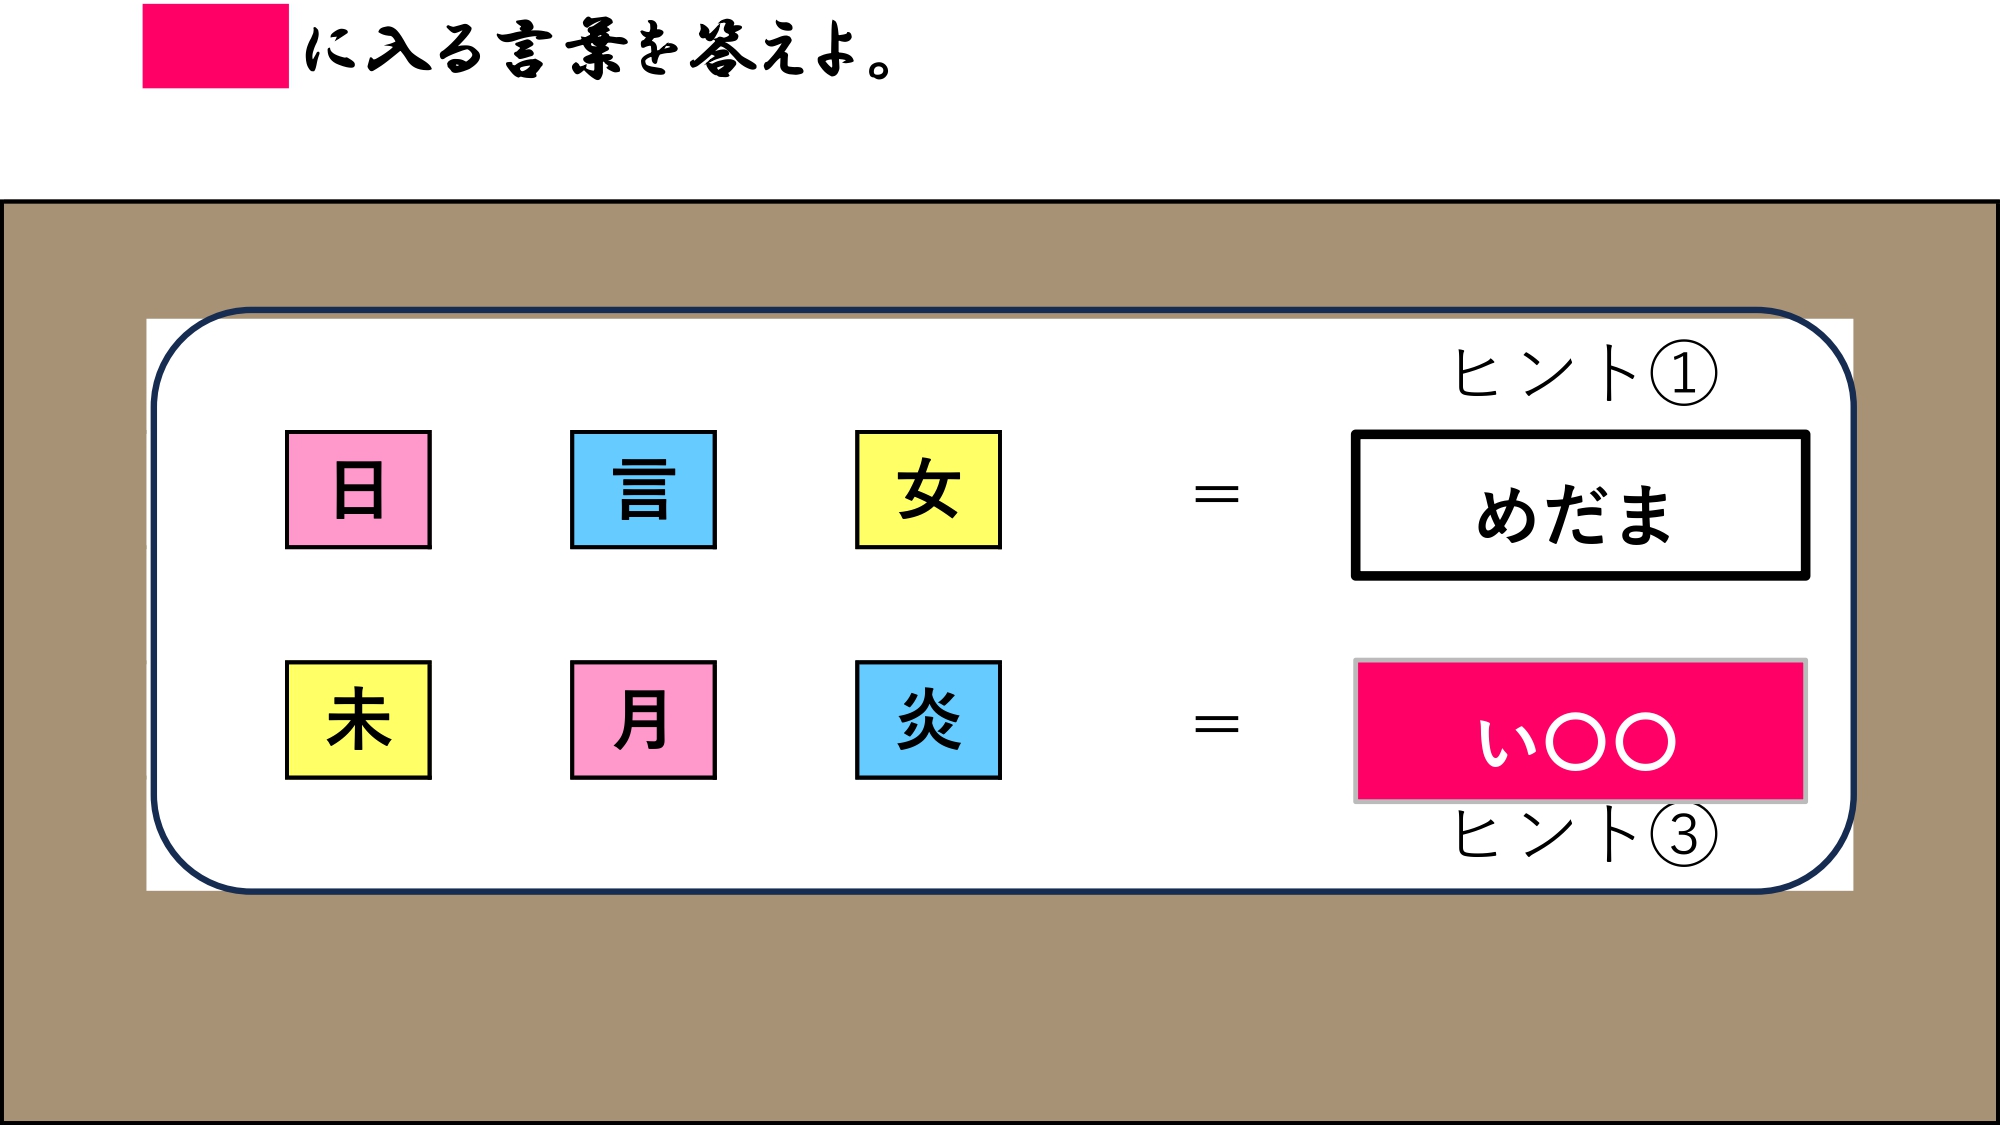 に入る言葉を答えよ。
ヒント①
日 言 女 = めだま
未 月 炎 = い〇〇
ヒント③